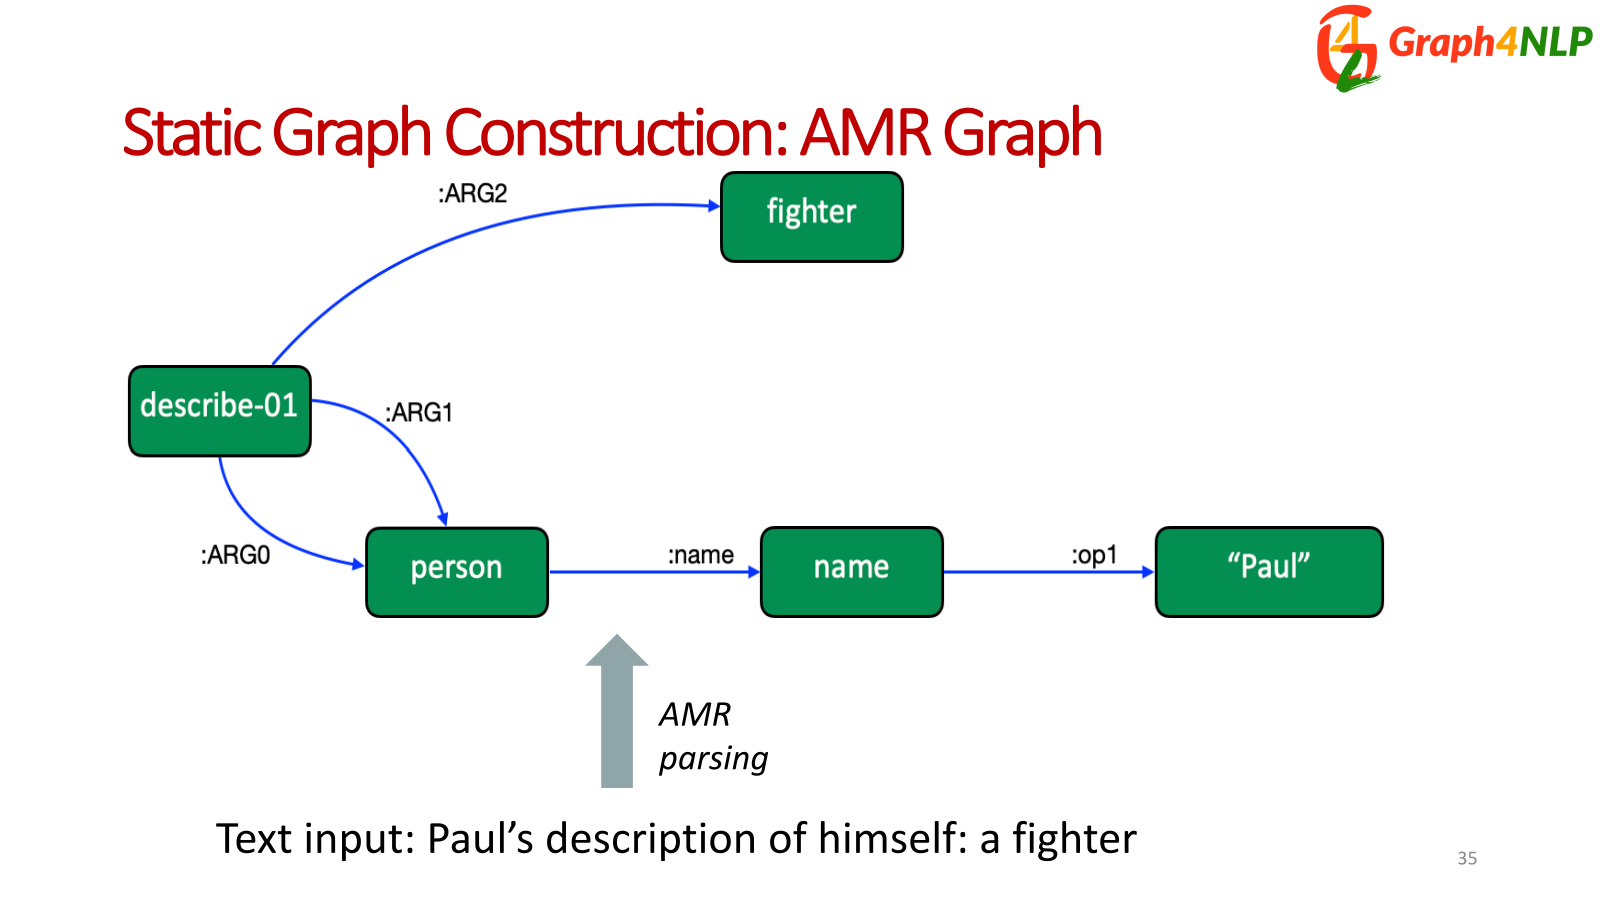 Graph4NLP
Static Graph Construction: AMR Graph
:ARG2
fighter
describe-01
:ARG1
:ARG0
person
:name
name
:op1
“Paul”
AMR
parsing
Text input: Paul’s description of himself: a fighter
35